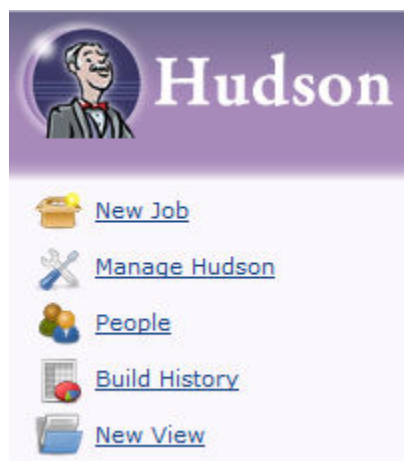 Hudson
New Job
Manage Hudson
People
Build History
New View